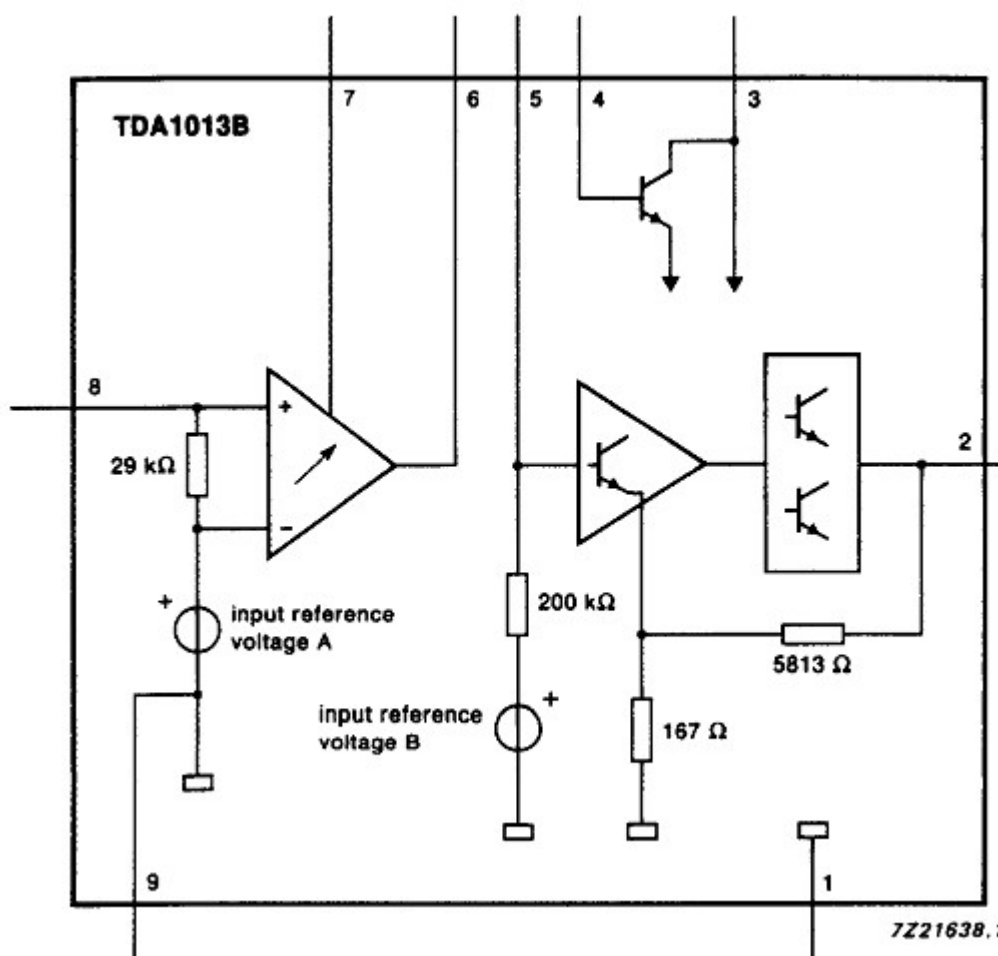 7 6 5 4 3
TDA1013B
8
+
29 kΩ
−
+
input reference
voltage A
200 kΩ
+
input reference
voltage B
2
5813 Ω
167 Ω
9
1
7Z21638.1